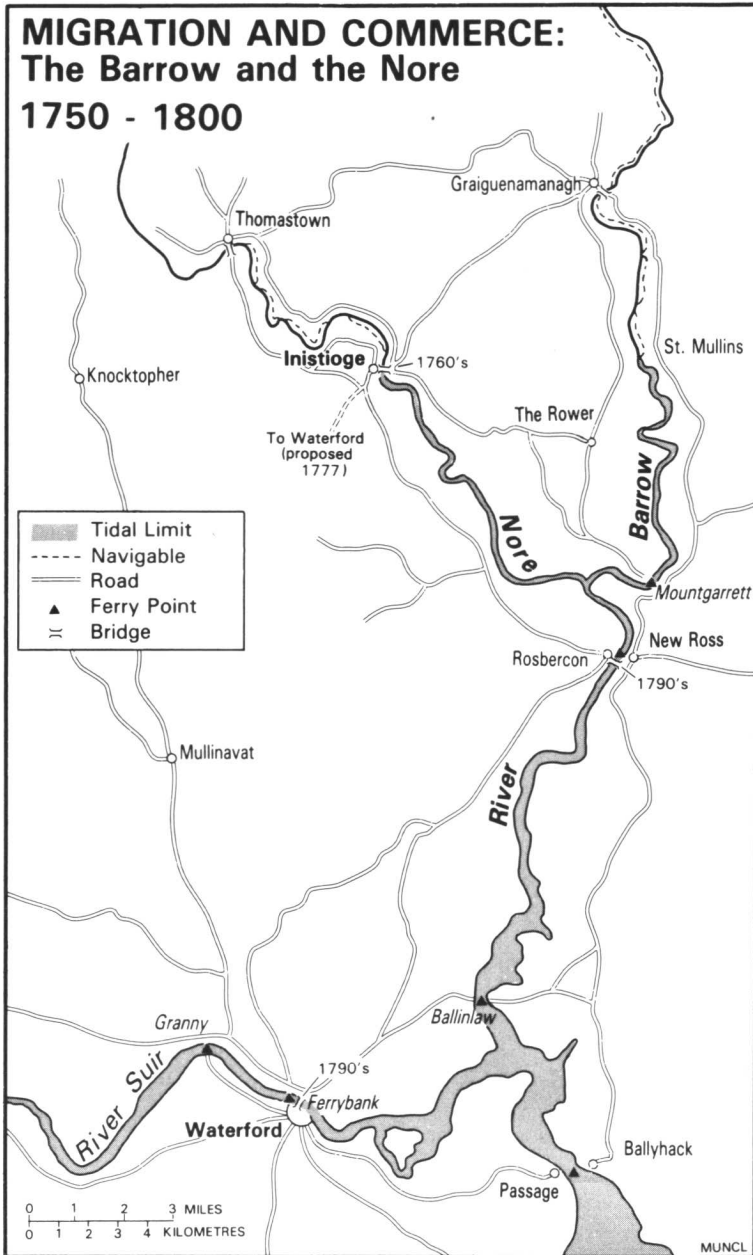 MIGRATION AND COMMERCE:
The Barrow and the Nore
1750 - 1800
Graiguenamanagh
Thomastown
St. Mullins
Inistioge
1760's
Knocktopher
The Rower
To Waterford
(proposed
1777)
Barrow
Nore
Tidal Limit
Navigable
Road
Ferry Point
Bridge
Mountgarrett
Rosbercon
New Ross
1790's
Mullinavat
River
Ballinlaw
Granny
River Suir
1790's
Ferrybank
Waterford
Ballyhack
Passage
0 1 2 3 MILES
0 1 2 3 4 KILOMETRES
MUNCL